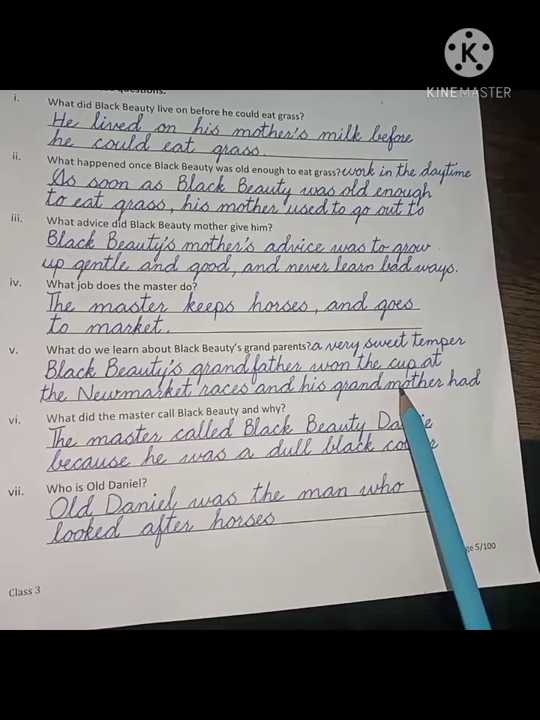 KINEMASTER
questions.
i. What did Black Beauty live on before he could eat grass?
He lived on his mother's milk before
he could eat grass.
ii. What happened once Black Beauty was old enough to eat grass? work in the daytime
As soon as Black Beauty was old enough
to eat grass, his mother used to go out to
iii. What advice did Black Beauty mother give him?
Black Beauty's mother's advice was to grow
up gentle and good, and never learn bad ways.
iv. What job does the master do?
The master keeps horses, and goes
to market.
v. What do we learn about Black Beauty's grand parents? a very sweet temper
Black Beauty's grandfather won the cup at
the Newmarket races and his grandmother had
vi. What did the master call Black Beauty and why?
The master called Black Beauty
because he was a dull black
vii. Who is Old Daniel?
Old Daniel was the man who
looked after horses
5/100
Class 3